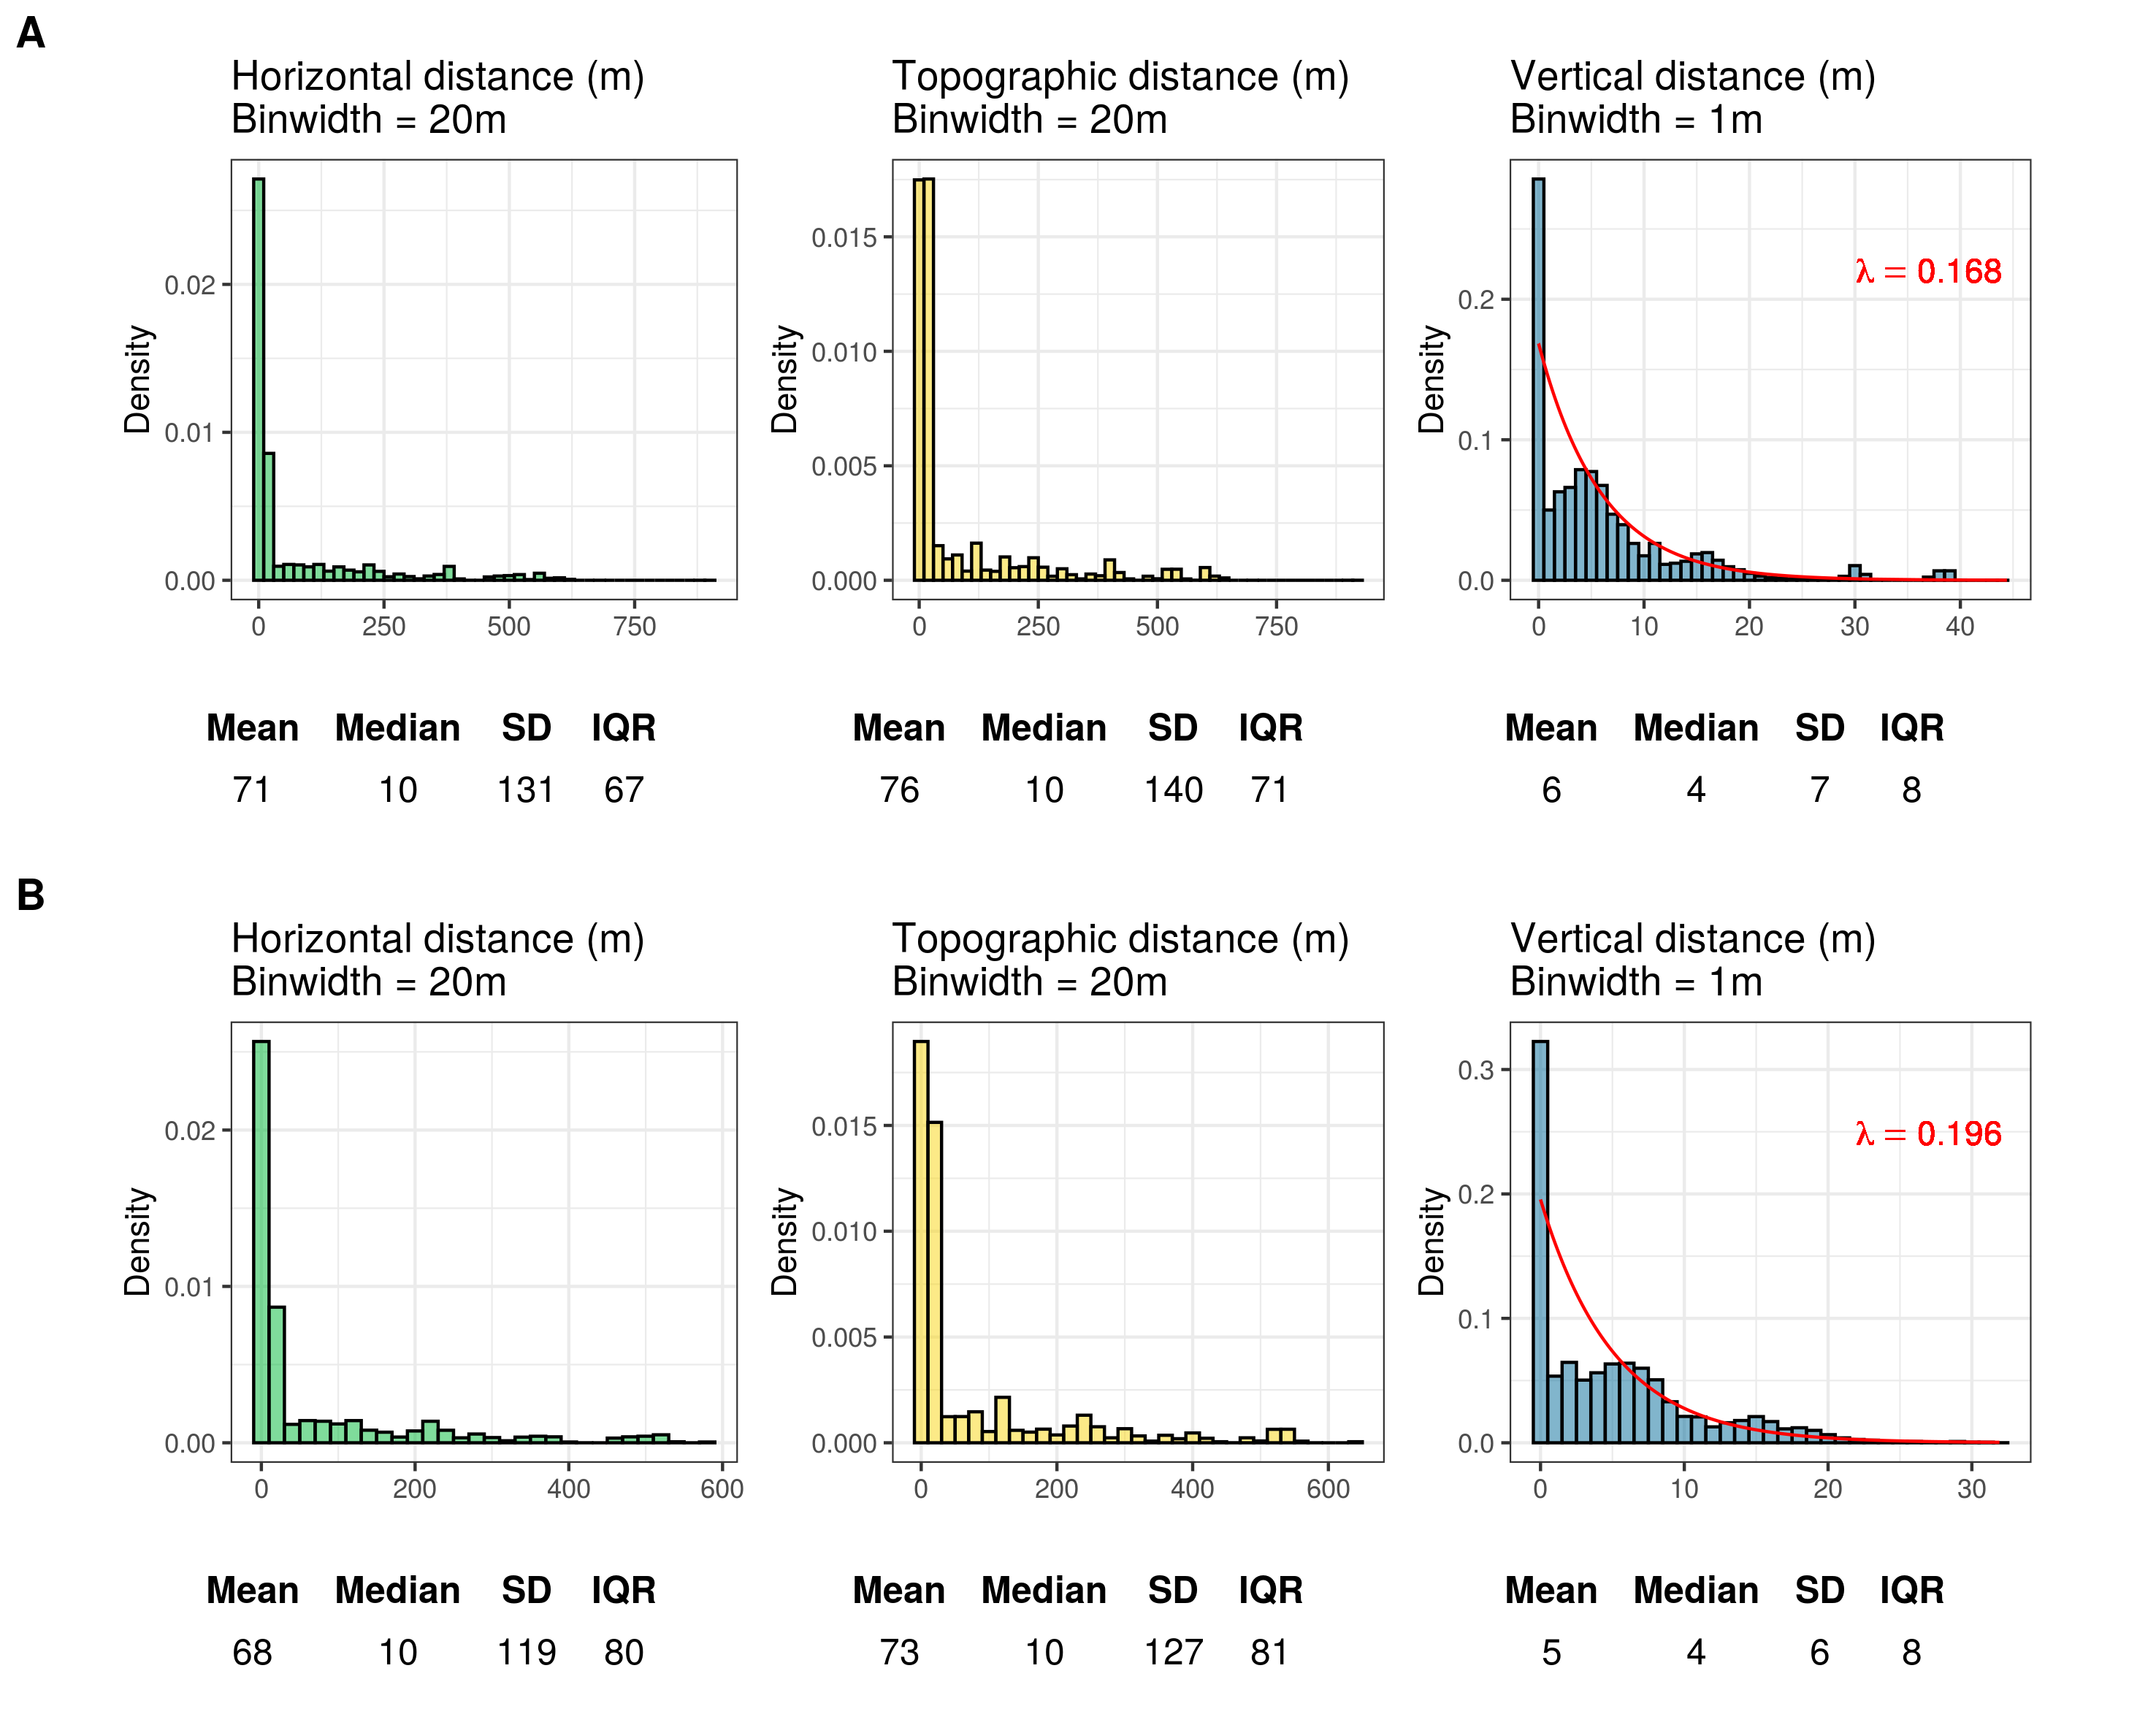 A
Horizontal distance (m)
Binwidth = 20m
Density
0.02
0.01
0.00
0 250 500 750
Mean Median SD IQR
71 10 131 67
Topographic distance (m)
Binwidth = 20m
Density
0.015
0.010
0.005
0.000
0 250 500 750
Mean Median SD IQR
76 10 140 71
Vertical distance (m)
Binwidth = 1m
Density
0.2
0.1
0.0
λ = 0.168
0 10 20 30 40
Mean Median SD IQR
6 4 7 8
B
Horizontal distance (m)
Binwidth = 20m
Density
0.02
0.01
0.00
0 200 400 600
Mean Median SD IQR
68 10 119 80
Topographic distance (m)
Binwidth = 20m
Density
0.015
0.010
0.005
0.000
0 200 400 600
Mean Median SD IQR
73 10 127 81
Vertical distance (m)
Binwidth = 1m
Density
0.3
0.2
0.1
0.0
λ = 0.196
0 10 20 30
Mean Median SD IQR
5 4 6 8